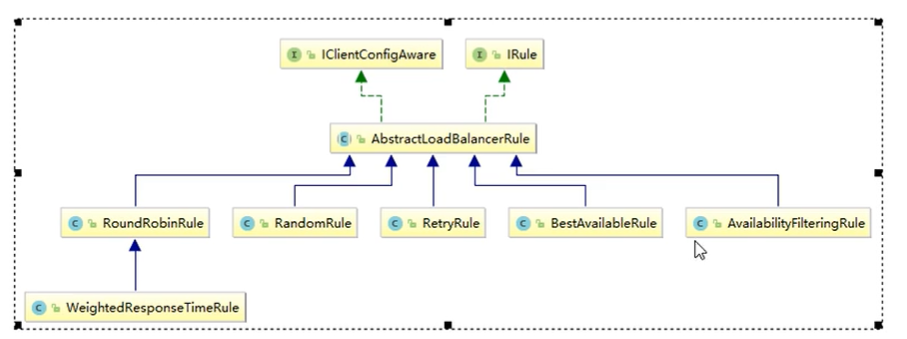 I IClientConfigAware
I IRule
C AbstractLoadBalancerRule
C RoundRobinRule
C RandomRule
C RetryRule
C BestAvailableRule
C AvailabilityFilteringRule
C WeightedResponseTimeRule